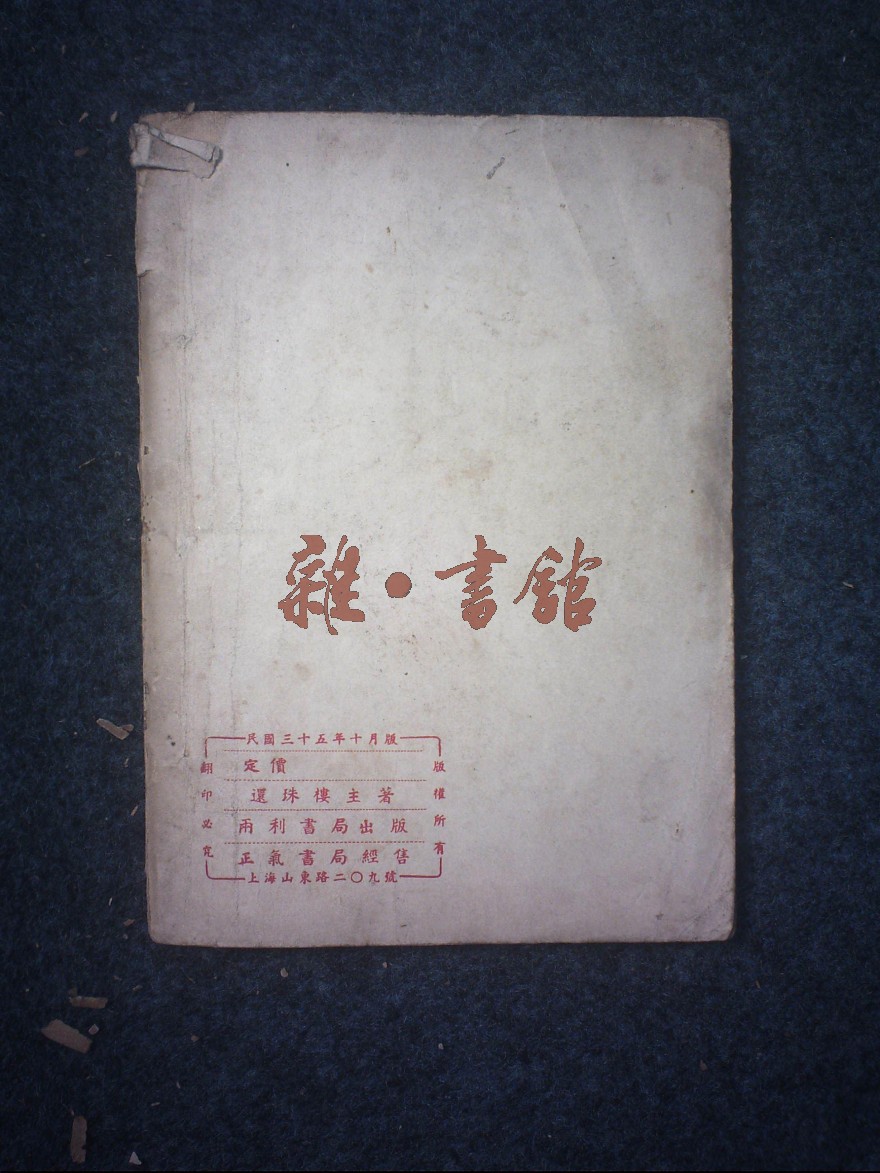 雜•書館
民國三十五年十月版
定價
還珠樓主著
兩利書局出版
正氣書局經售
上海山東路二〇九號
版權所有
翻印必究